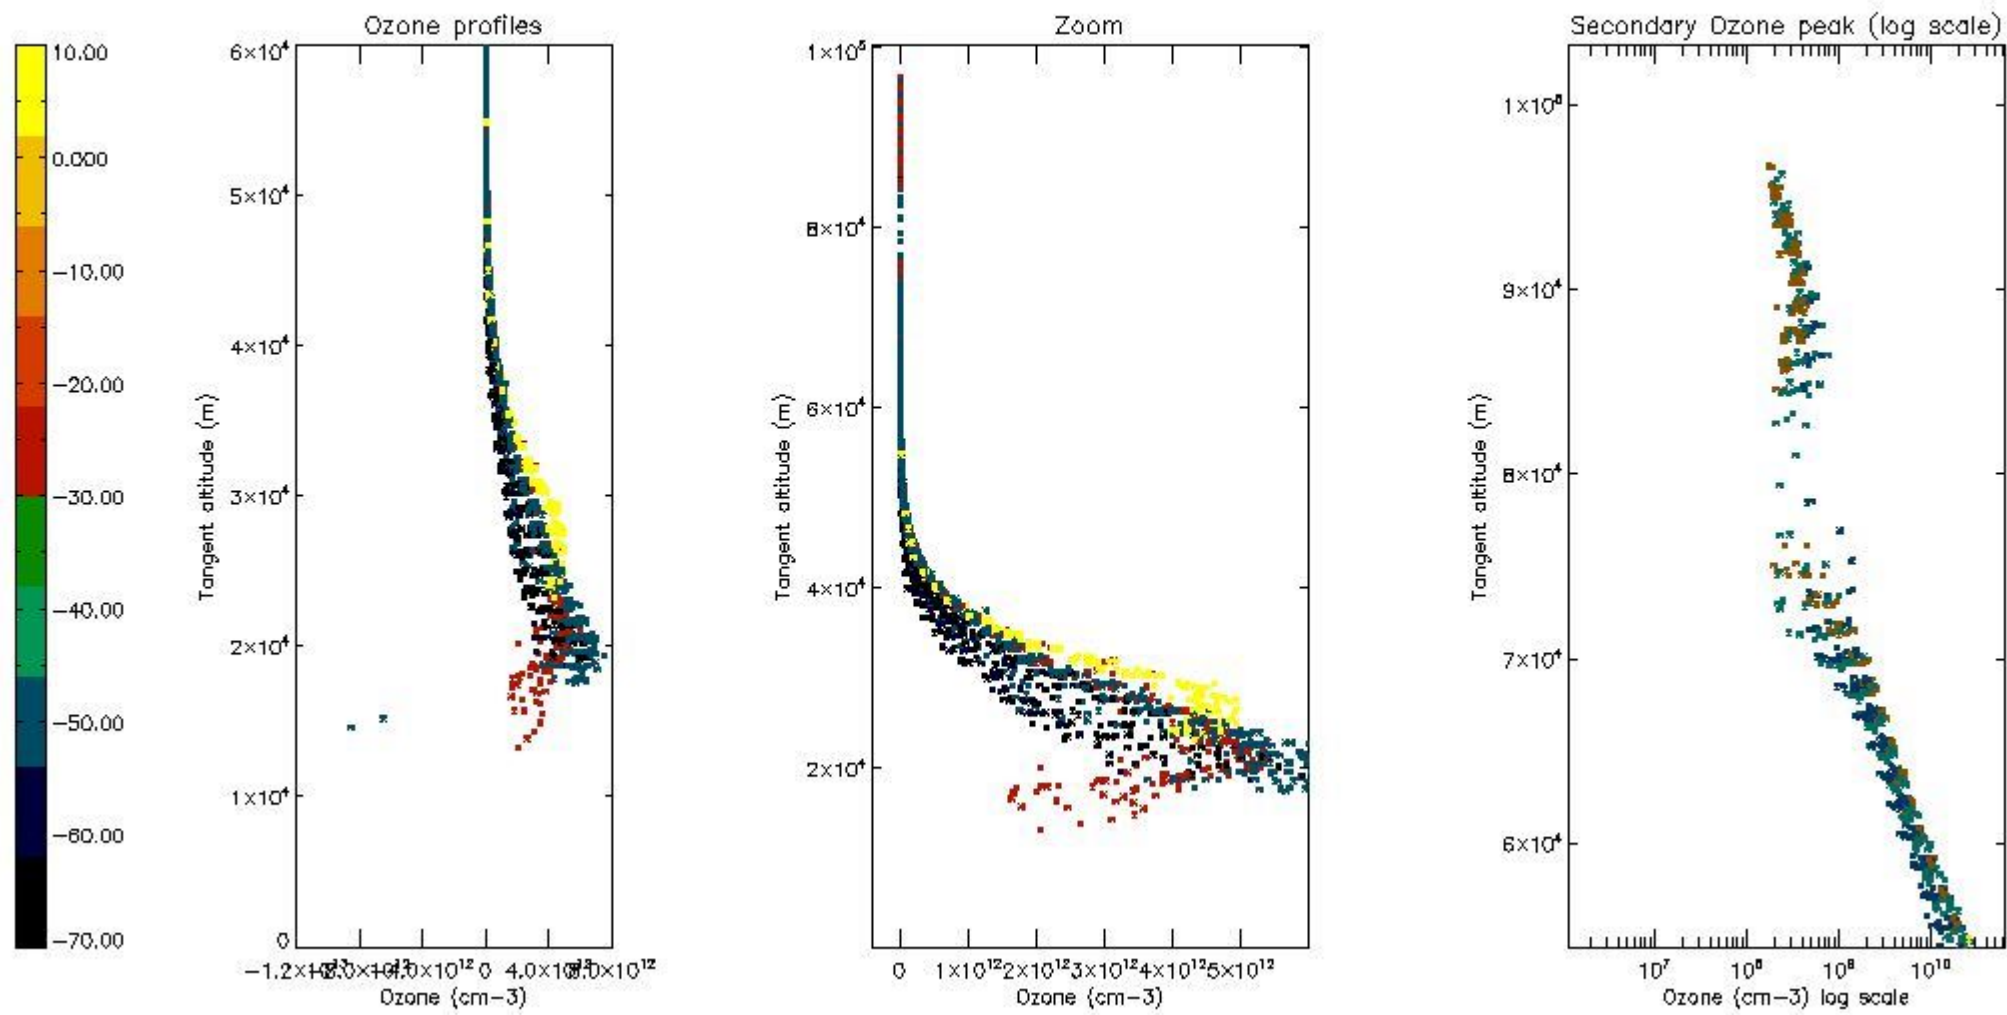 Ozone profiles
Zoom
Secondary Ozone peak (log scale)
10.00
0.000
−10.00
−20.00
−30.00
−40.00
−50.00
−60.00
−70.00
6×10⁴
5×10⁴
4×10⁴
3×10⁴
2×10⁴
1×10⁴
0
Tangent altitude (m)
0
Ozone (cm−3)
1×10⁵
8×10⁴
6×10⁴
4×10⁴
2×10⁴
Tangent altitude (m)
0 1×10¹² 2×10¹² 3×10¹² 4×10¹² 5×10¹²
Ozone (cm−3)
9×10⁴
8×10⁴
7×10⁴
6×10⁴
Tangent altitude (m)
10⁷ 10⁸ 10⁹ 10¹⁰
Ozone (cm−3) log scale